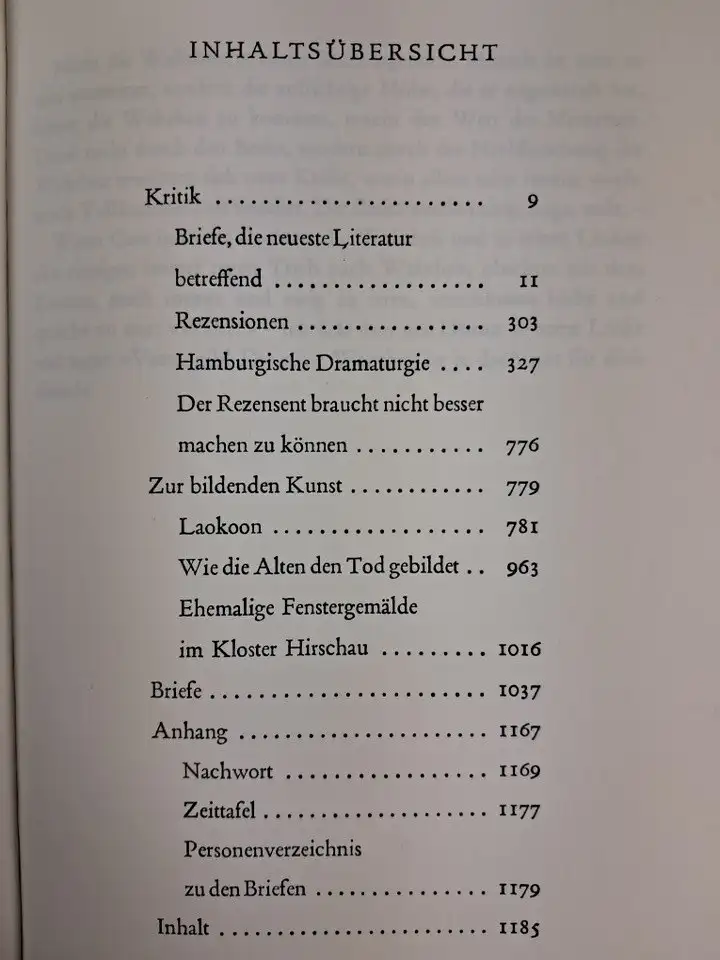 INHALTSÜBERSICHT
Kritik ....................... 9
Briefe, die neueste Literatur
betreffend .................. 11
Rezensionen ................ 303
Hamburgische Dramaturgie .... 327
Der Rezensent braucht nicht besser
machen zu können ........... 776
Zur bildenden Kunst ............ 779
Laokoon .................. 781
Wie die Alten den Tod gebildet .. 963
Ehemalige Fenstergemälde
im Kloster Hirschau ......... 1016
Briefe ........................ 1037
Anhang ...................... 1167
Nachwort ................. 1169
Zeittafel ................... 1177
Personenverzeichnis
zu den Briefen ............... 1179
Inhalt ........................ 1185